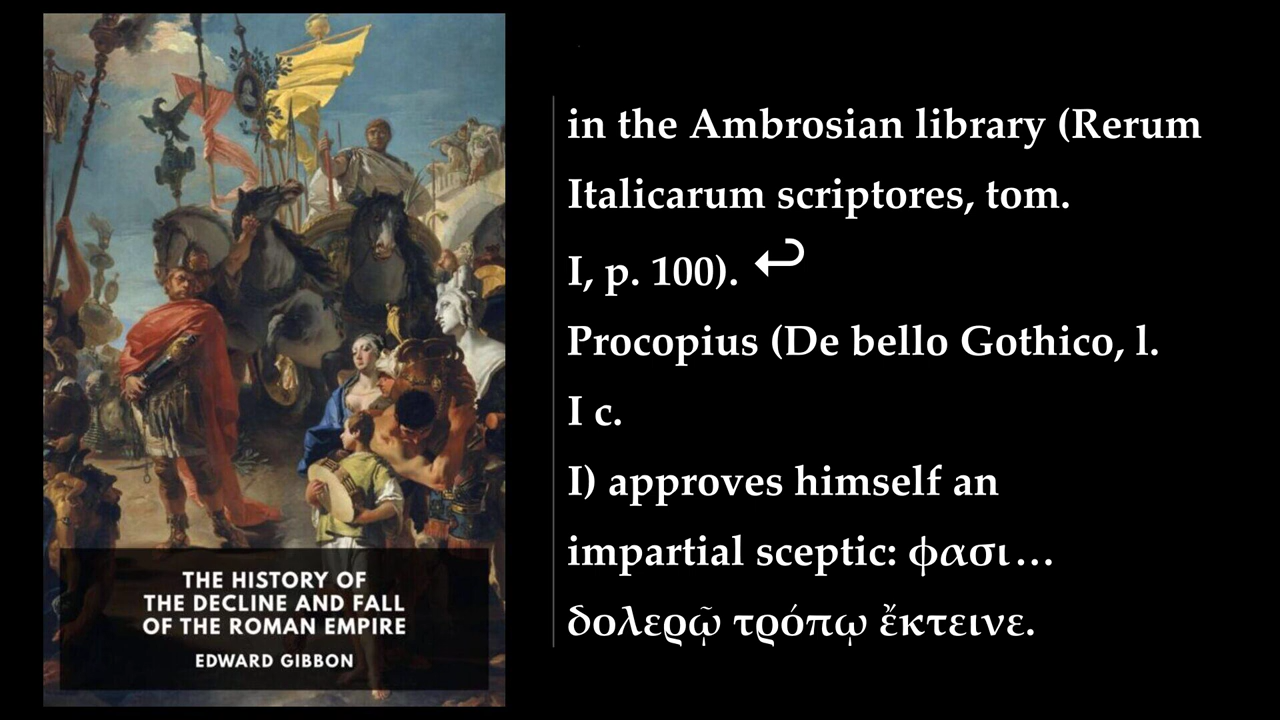 THE HISTORY OF
THE DECLINE AND FALL
OF THE ROMAN EMPIRE
EDWARD GIBBON
in the Ambrosian library (Rerum
Italicarum scriptores, tom.
I, p. 100). ↩
Procopius (De bello Gothico, l.
I c.
I) approves himself an
impartial sceptic: φασι…
δολερῷ τρόπῳ ἔκτεινε.